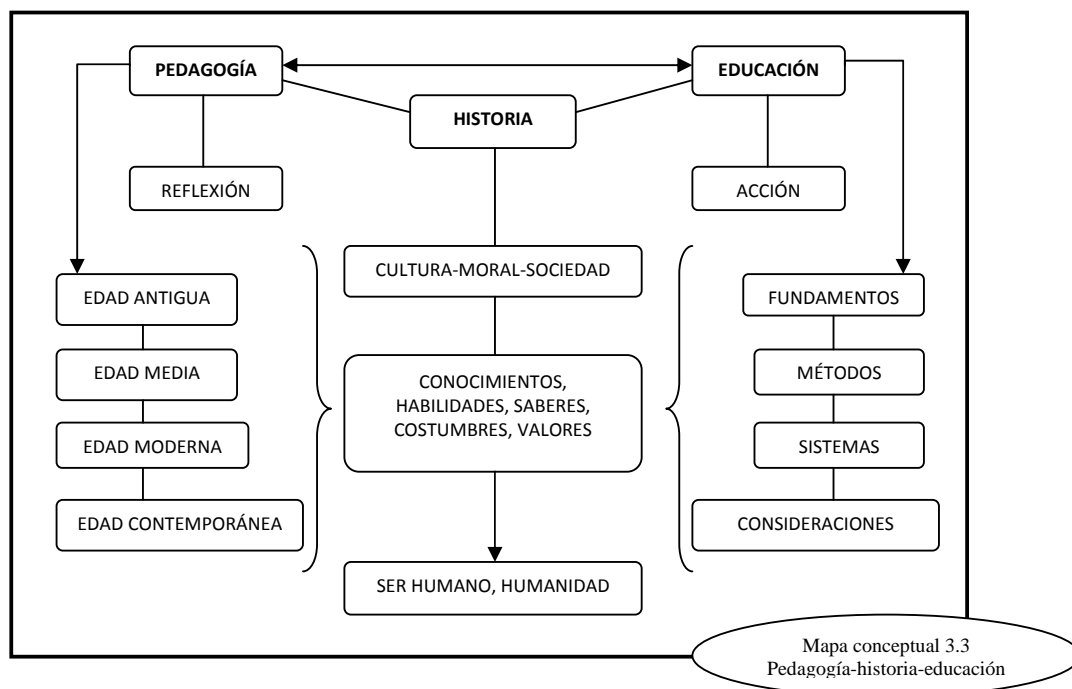 PEDAGOGÍA
EDUCACIÓN
HISTORIA
REFLEXIÓN
ACCIÓN
CULTURA-MORAL-SOCIEDAD
EDAD ANTIGUA
EDAD MEDIA
EDAD MODERNA
EDAD CONTEMPORÁNEA
CONOCIMIENTOS,
HABILIDADES, SABERES,
COSTUMBRES, VALORES
SER HUMANO, HUMANIDAD
FUNDAMENTOS
MÉTODOS
SISTEMAS
CONSIDERACIONES
Mapa conceptual 3.3
Pedagogía-historia-educación